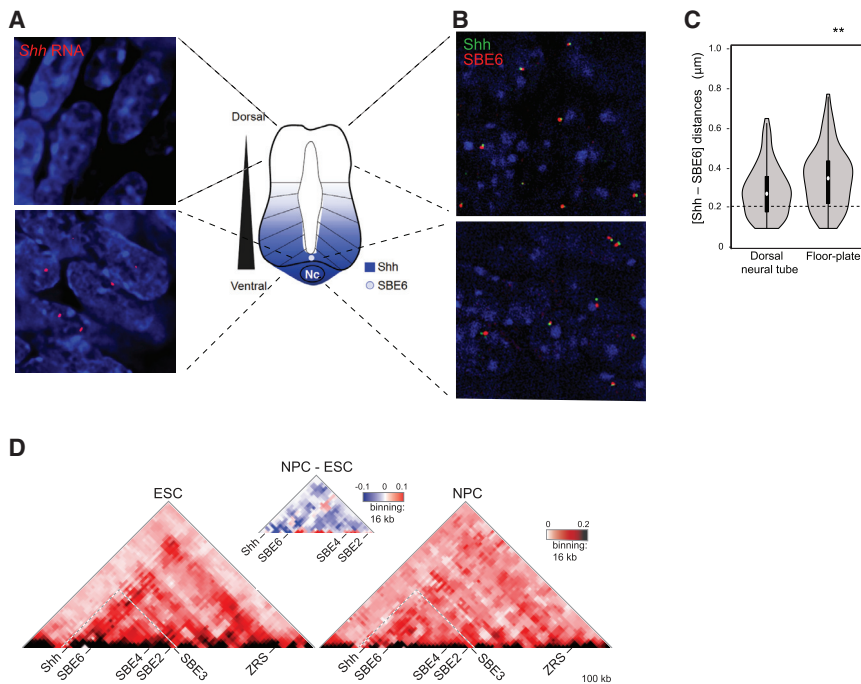 A
B
C
Shh RNA
Dorsal
Ventral
Nc
Shh
SBE6
Shh
SBE6
**
[Shh – SBE6] distances (µm)
1.0
0.8
0.6
0.4
0.2
0
Dorsal
neural tube
Floor-plate
D
ESC
NPC - ESC
-0.1 0 0.1
binning:
16 kb
Shh
SBE6
SBE4
SBE2
NPC
0 0.2
binning:
16 kb
Shh
SBE6
SBE4
SBE2
SBE3
ZRS
Shh
SBE6
SBE4
SBE2
SBE3
ZRS
100 kb